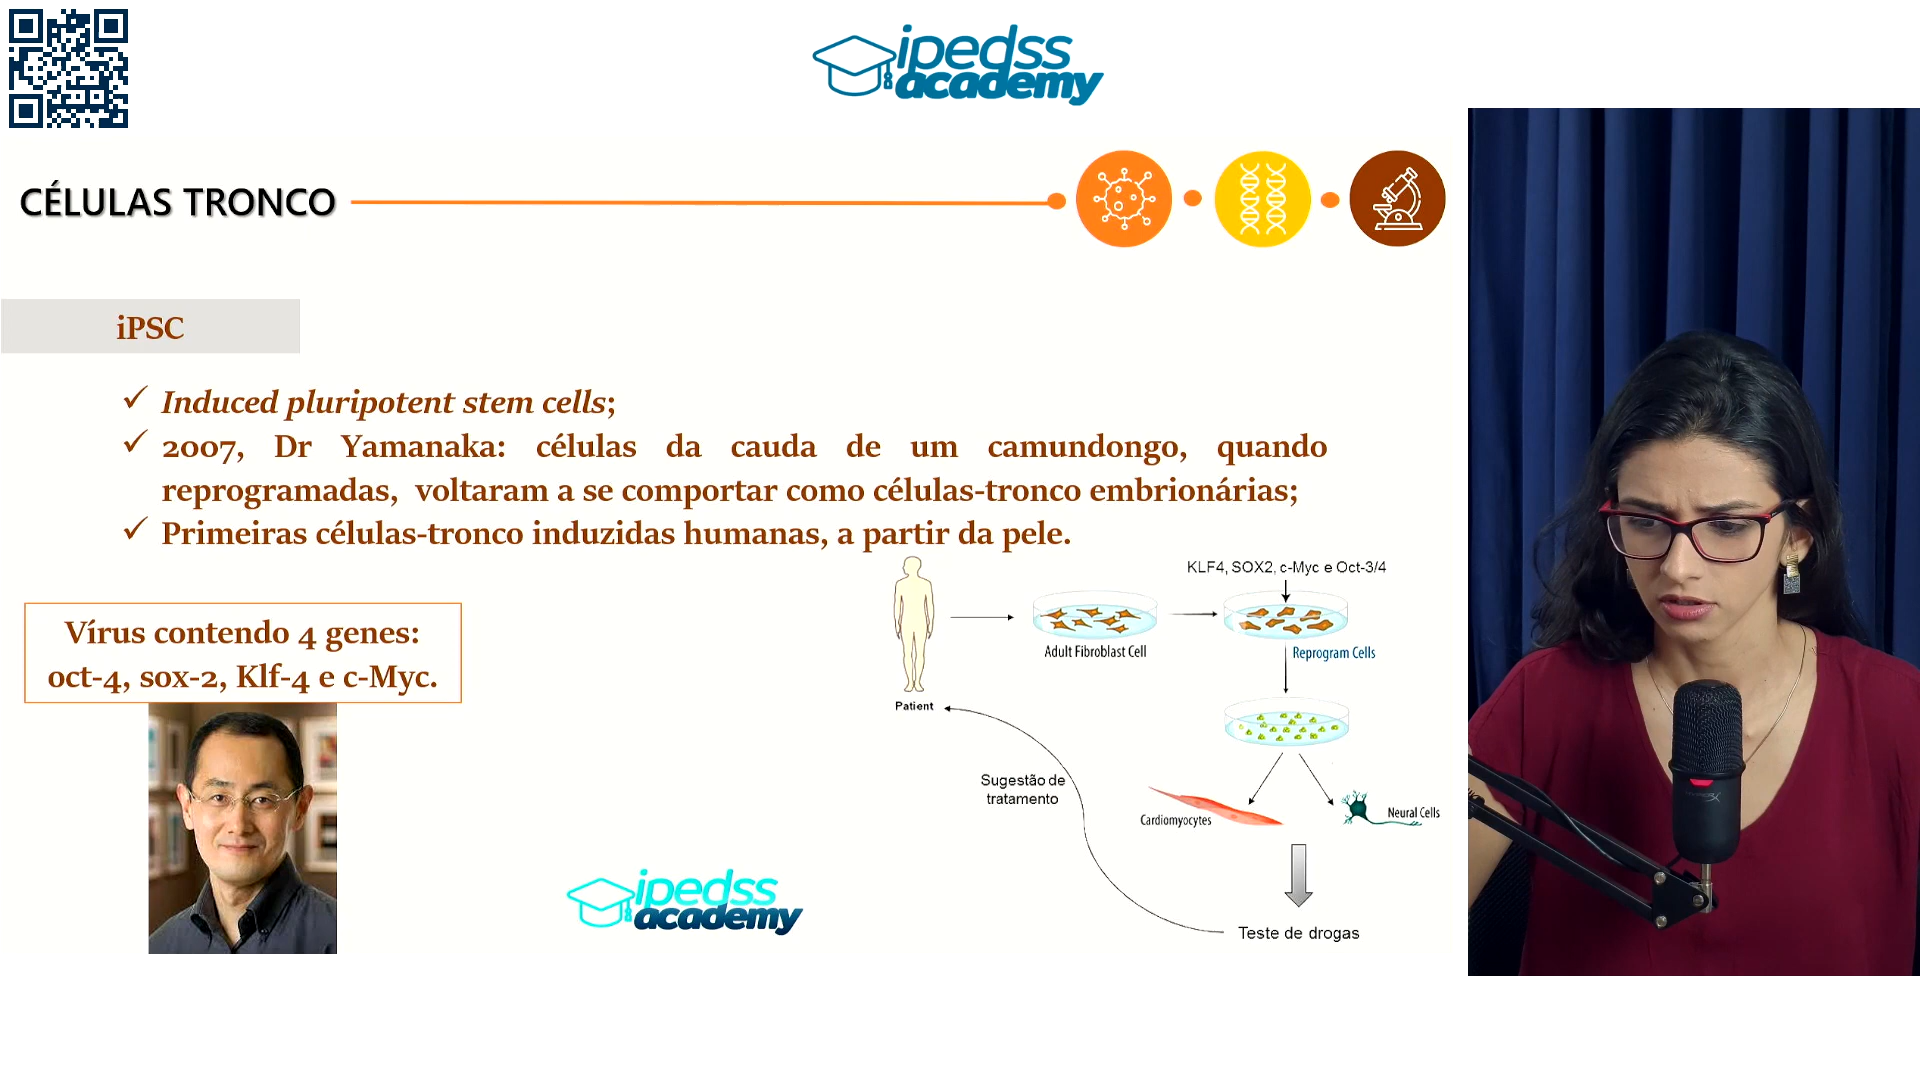 ipedss
academy
CÉLULAS TRONCO
iPSC
Induced pluripotent stem cells;
2007, Dr Yamanaka: células da cauda de um camundongo, quando
reprogramadas, voltaram a se comportar como células-tronco embrionárias;
Primeiras células-tronco induzidas humanas, a partir da pele.
Vírus contendo 4 genes:
oct-4, sox-2, Klf-4 e c-Myc.
KLF4, SOX2, c-Myc e Oct-3/4
Adult Fibroblast Cell
Reprogram Cells
Patient
Sugestão de
tratamento
Cardiomyocytes
Neural Cells
Teste de drogas
ipedss
academy